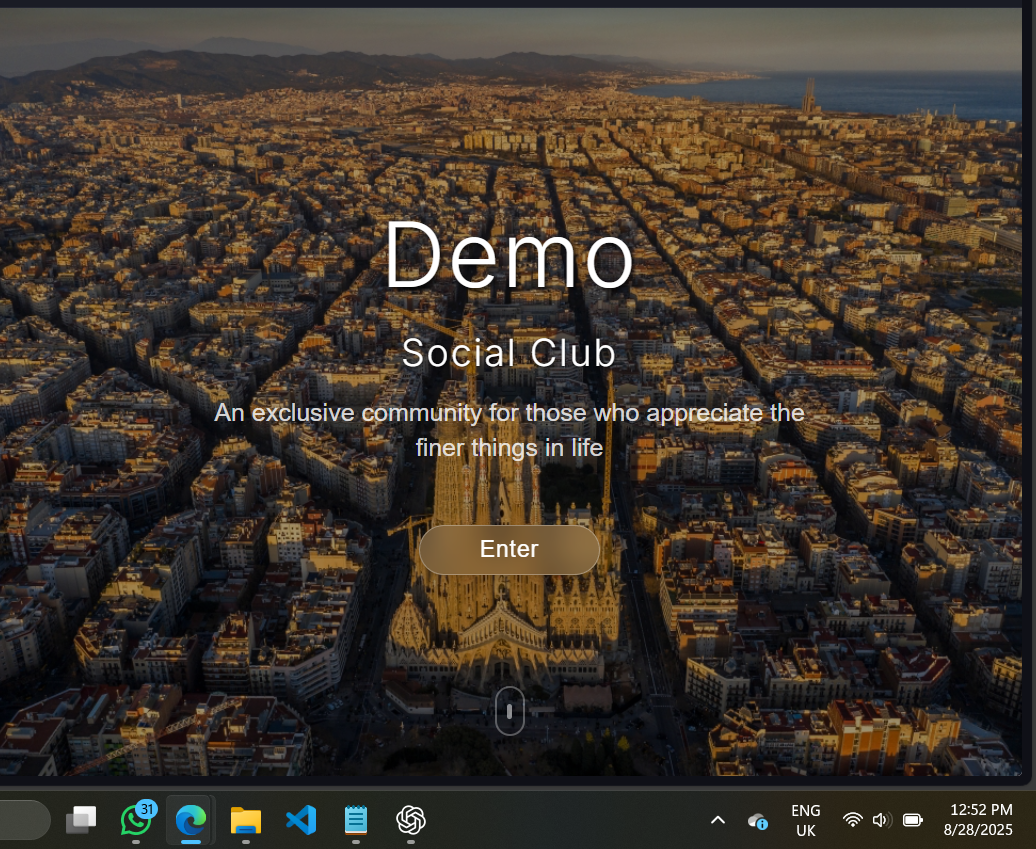 Demo
Social Club
An exclusive community for those who appreciate the
finer things in life
Enter
31
ENG
UK
12:52 PM
8/28/2025